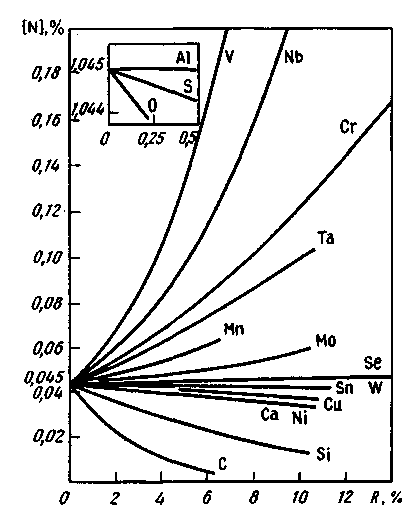 [N], %
0,18
0,16
0,14
0,12
0,10
0,08
0,06
0,045
0,04
0,02
0 2 4 6 8 10 12 R, %
1,045
1,044
0 0,25 0,5
Al
S
O
V
Nb
Cr
Ta
Mn
Mo
Se
Sn W
Cu
Ca Ni
Si
C